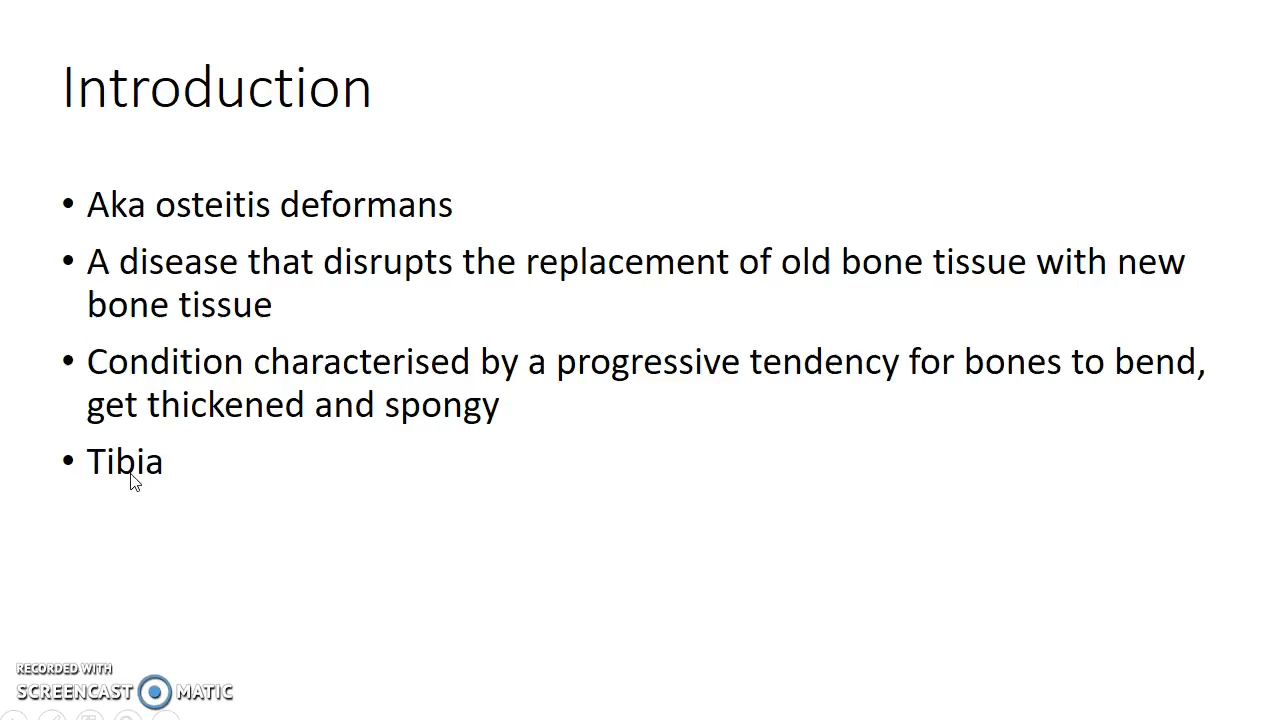 Introduction
• Aka osteitis deformans
• A disease that disrupts the replacement of old bone tissue with new
bone tissue
• Condition characterised by a progressive tendency for bones to bend,
get thickened and spongy
• Tibia
RECORDED WITH
SCREENCAST MATIC